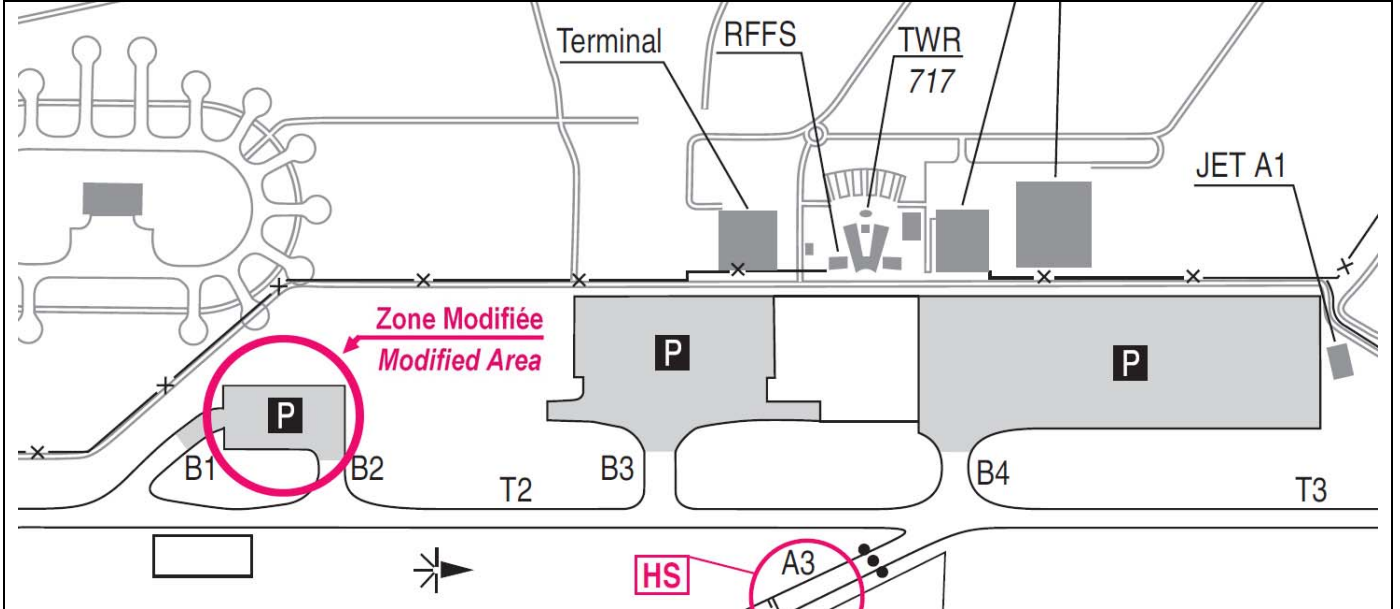 Terminal
RFFS
TWR
717
JET A1
Zone Modifiée
Modified Area
P
P
P
B1
B2
T2
B3
B4
T3
HS
A3